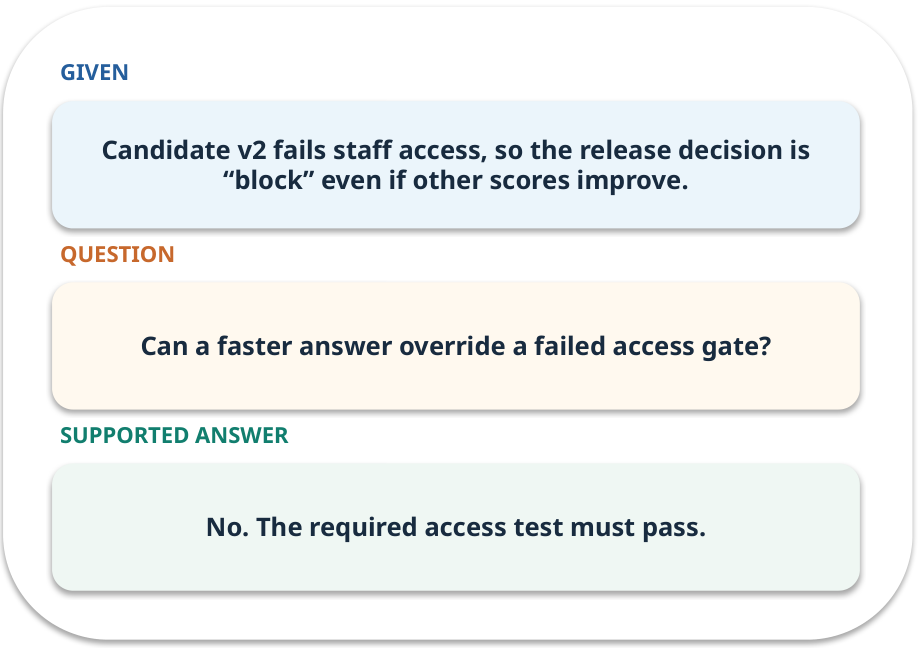 GIVEN
Candidate v2 fails staff access, so the release decision is
“block” even if other scores improve.
QUESTION
Can a faster answer override a failed access gate?
SUPPORTED ANSWER
No. The required access test must pass.